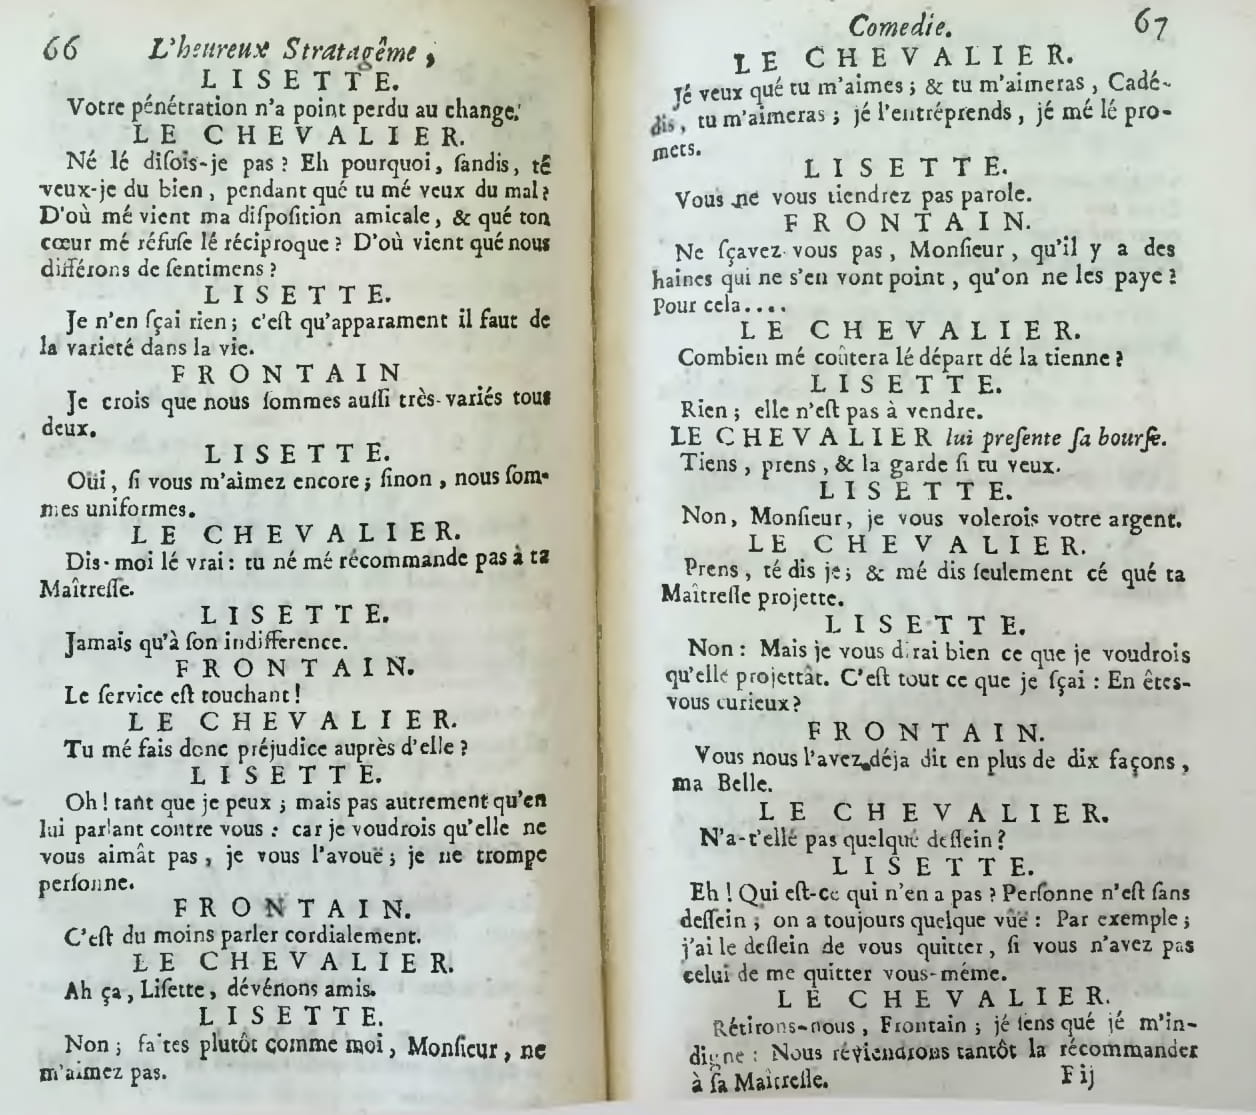 66 L'heureux Stratagême,
LISETTE.
Votre pénétration n'a point perdu au change.
LE CHEVALIER.
Né lé diſois-je pas ? Eh pourquoi, ſandis, té
veux-je du bien, pendant qué tu mé veux du mal ?
D'où mé vient ma diſpoſition amicale, & qué ton
cœur mé réfuſe lé réciproque ? D'où vient qué nous
différons de ſentimens ?
LISETTE.
Je n'en ſçai rien ; c'eſt qu'apparament il faut de
la varieté dans la vie.
FRONTAIN
Je crois que nous ſommes auſſi très-variés tous
deux.
LISETTE.
Oüi, ſi vous m'aimez encore ; ſinon, nous ſom-
mes uniformes.
LE CHEVALIER.
Dis-moi lé vrai : tu né mé récommande pas à ta
Maîtreſſe.
LISETTE.
Jamais qu'à ſon indifference.
FRONTAIN.
Le ſervice eſt touchant !
LE CHEVALIER.
Tu mé fais donc préjudice auprès d'elle ?
LISETTE.
Oh ! tant que je peux ; mais pas autrement qu'en
lui parlant contre vous : car je voudrois qu'elle ne
vous aimât pas, je vous l'avouë ; je ne trompe
perſonne.
FRONTAIN.
C'eſt du moins parler cordialement.
LE CHEVALIER.
Ah ça, Liſette, dévénons amis.
LISETTE.
Non ; faites plutôt comme moi, Monſieur, ne
m'aimez pas.
Comedie. 67
LE CHEVALIER.
Jé veux qué tu m'aimes ; & tu m'aimeras, Cadé-
dis, tu m'aimeras ; jé l'entréprends, jé mé lé pro-
mets.
LISETTE.
Vous ne vous tiendrez pas parole.
FRONTAIN.
Ne ſçavez-vous pas, Monſieur, qu'il y a des
haines qui ne s'en vont point, qu'on ne les paye ?
Pour cela....
LE CHEVALIER.
Combien mé coûtera lé départ dé la tienne ?
LISETTE.
Rien ; elle n'eſt pas à vendre.
LE CHEVALIER lui preſente ſa bourſe.
Tiens, prens, & la garde ſi tu veux.
LISETTE.
Non, Monſieur, je vous volerois votre argent.
LE CHEVALIER.
Prens, té dis je ; & mé dis ſeulement cé qué ta
Maîtreſſe projette.
LISETTE.
Non : Mais je vous dirai bien ce que je voudrois
qu'elle projettât. C'eſt tout ce que je ſçai : En êtes-
vous curieux ?
FRONTAIN.
Vous nous l'avez déja dit en plus de dix façons,
ma Belle.
LE CHEVALIER.
N'a-t'ellé pas quelqué deſſein ?
LISETTE.
Eh ! Qui eſt-ce qui n'en a pas ? Perſonne n'eſt ſans
deſſein ; on a toujours quelque vûë : Par exemple ;
j'ai le deſſein de vous quitter, ſi vous n'avez pas
celui de me quitter vous-même.
LE CHEVALIER.
Rétirons-nous, Frontain ; jé ſens qué jé m'in-
digne : Nous réviendrons tantôt la récommander
à ſa Maîtreſſe.
F ij